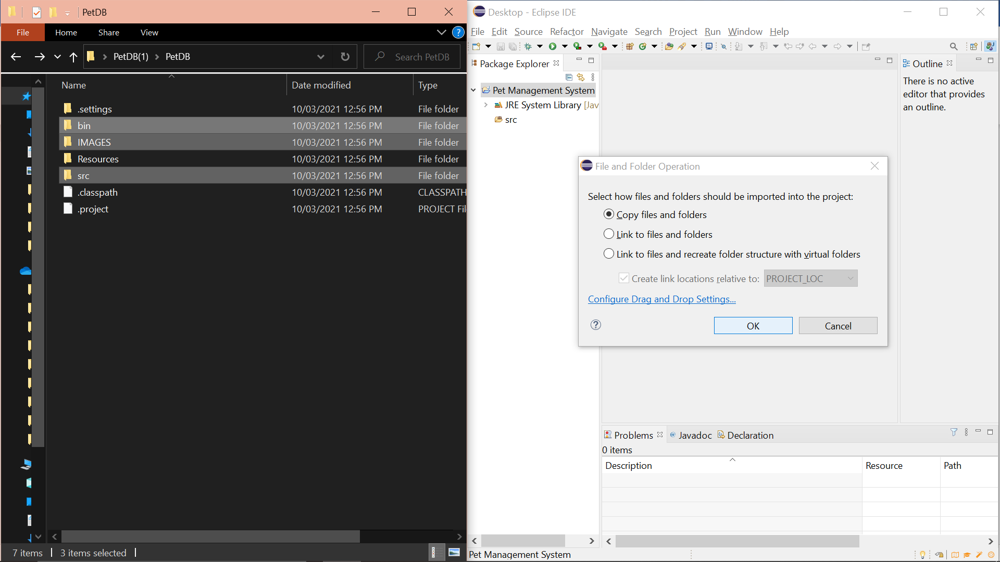 PetDB
File Home Share View
PetDB(1) PetDB Search PetDB
Name Date modified Type
.settings 10/03/2021 12:56 PM File folder
bin 10/03/2021 12:56 PM File folder
IMAGES 10/03/2021 12:56 PM File folder
Resources 10/03/2021 12:56 PM File folder
src 10/03/2021 12:56 PM File folder
.classpath 10/03/2021 12:56 PM CLASSPATH
.project 10/03/2021 12:56 PM PROJECT Fil
7 items 3 items selected
Desktop - Eclipse IDE
File Edit Source Refactor Navigate Search Project Run Window Help
Package Explorer
Pet Management System
JRE System Library [Jav
src
Outline
There is no active
editor that provides
an outline.
File and Folder Operation
Select how files and folders should be imported into the project:
Copy files and folders
Link to files and folders
Link to files and recreate folder structure with virtual folders
Create link locations relative to: PROJECT_LOC
Configure Drag and Drop Settings...
OK Cancel
Problems Javadoc Declaration
0 items
Description Resource Path
Pet Management System